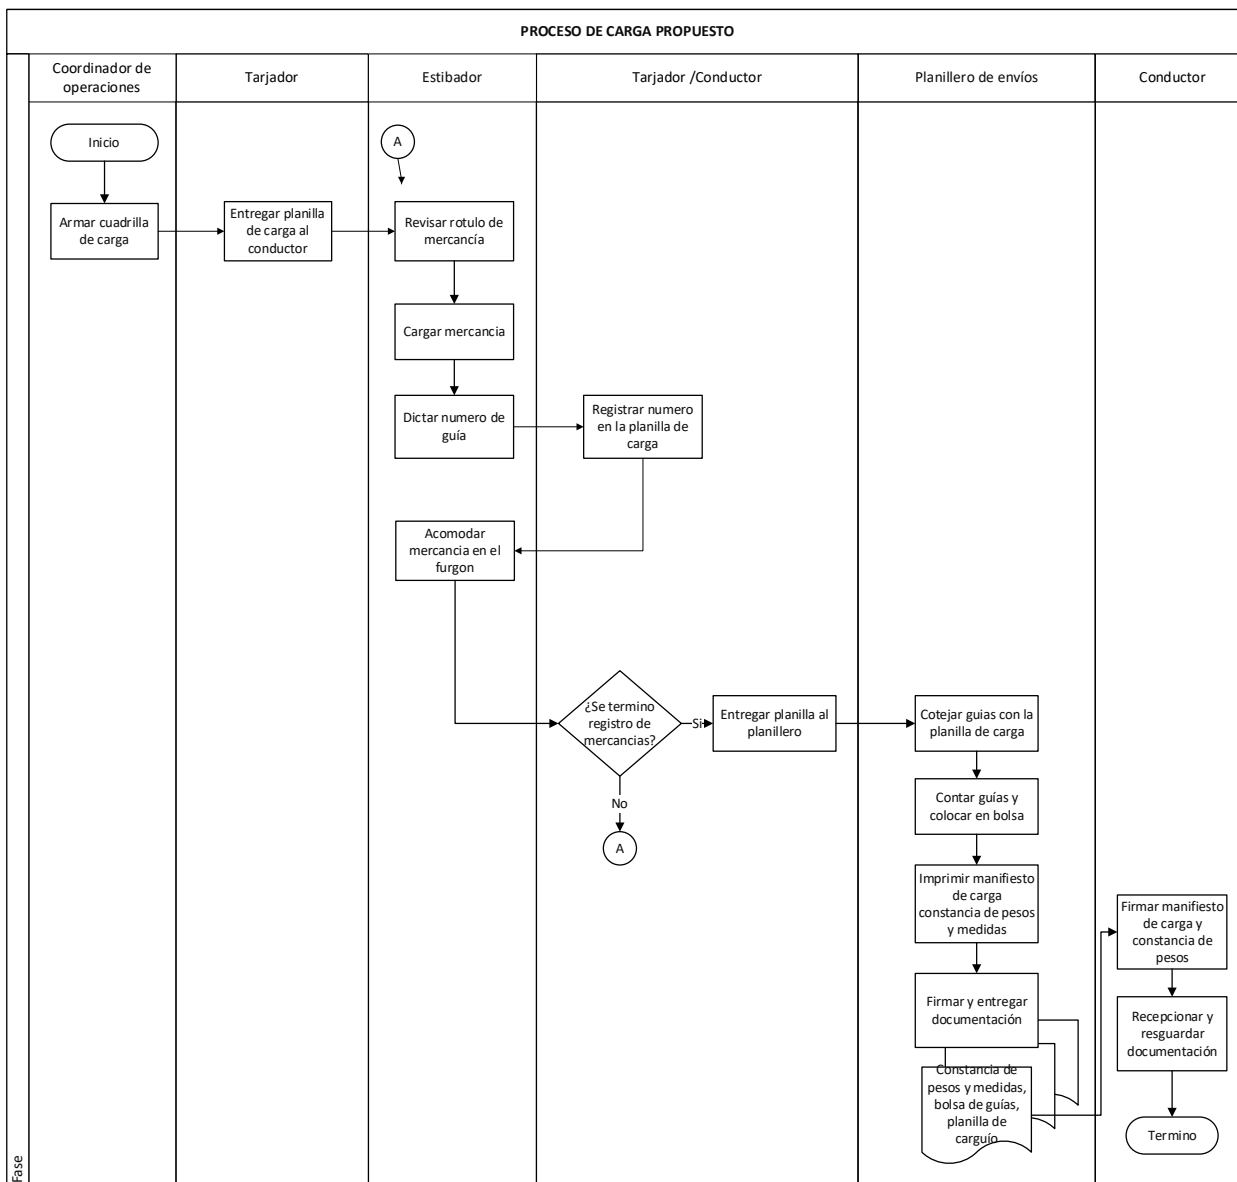 PROCESO DE CARGA PROPUESTO
Coordinador de
operaciones
Tarjador
Estibador
Tarjador /Conductor
Planillero de envíos
Conductor
Inicio
A
Armar cuadrilla
de carga
Entregar planilla
de carga al
conductor
Revisar rotulo de
mercancía
Cargar mercancia
Dictar numero de
guía
Registrar numero
en la planilla de
carga
Acomodar
mercancia en el
furgon
¿Se termino
registro de
mercancias?
Si
No
A
Entregar planilla al
planillero
Cotejar guias con la
planilla de carga
Contar guías y
colocar en bolsa
Imprimir manifiesto
de carga
constancia de pesos
y medidas
Firmar y entregar
documentación
Constancia de
pesos y medidas,
bolsa de guías,
planilla de
carguío
Firmar manifiesto
de carga y
constancia de
pesos
Recepcionar y
resguardar
documentación
Termino
Fase